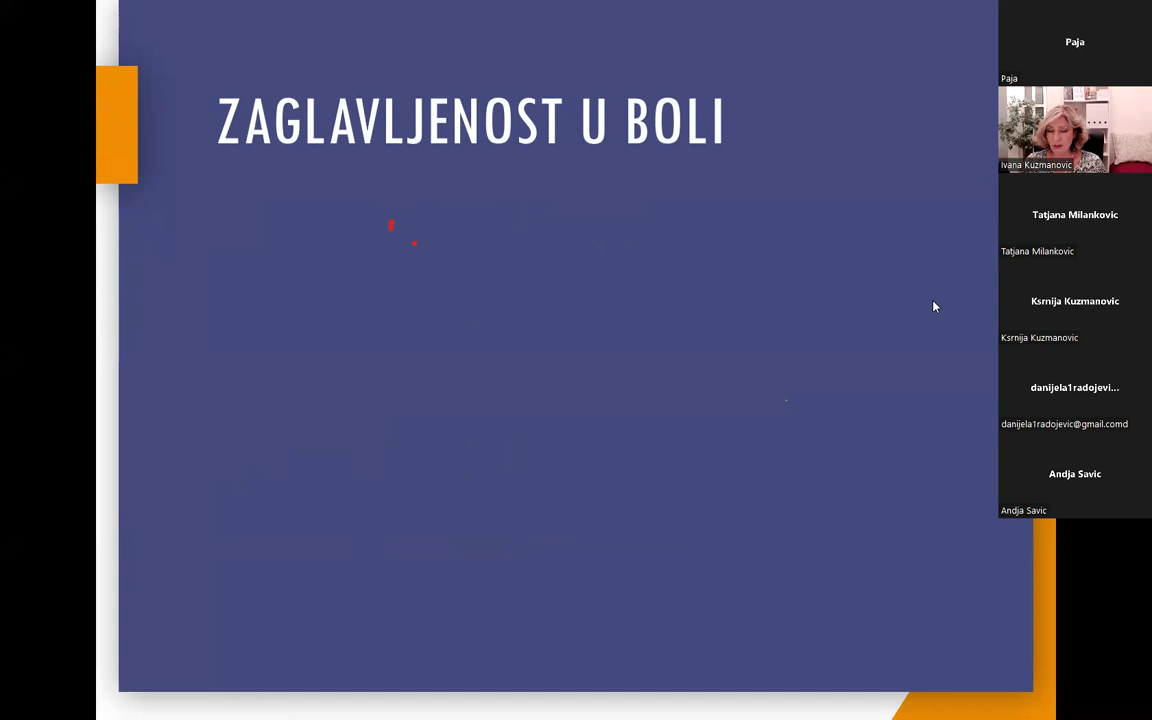 ZAGLAVLJENOST U BOLI
Paja
Paja
Ivana Kuzmanovic
Tatjana Milankovic
Tatjana Milankovic
Ksrnija Kuzmanovic
Ksrnija Kuzmanovic
danijela1radojevi...
danijela1radojevic@gmail.comd
Andja Savic
Andja Savic